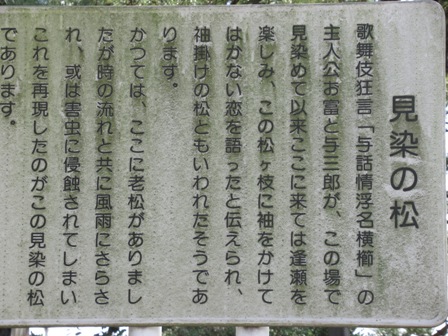 見染の松
歌舞伎狂言「与話情浮名横櫛」の
主人公お富と与三郎が、この場で
見染めて以来ここに来ては逢瀬を
楽しみ、この松ヶ枝に袖をかけて
はかない恋を語ったと伝えられ、
袖掛けの松ともいわれたそうであ
ります。
かつては、ここに老松がありまし
たが時の流れと共に風雨にさらさ
れ、或は害虫に侵蝕されてしまい
これを再現したのがこの見染の松
であります。